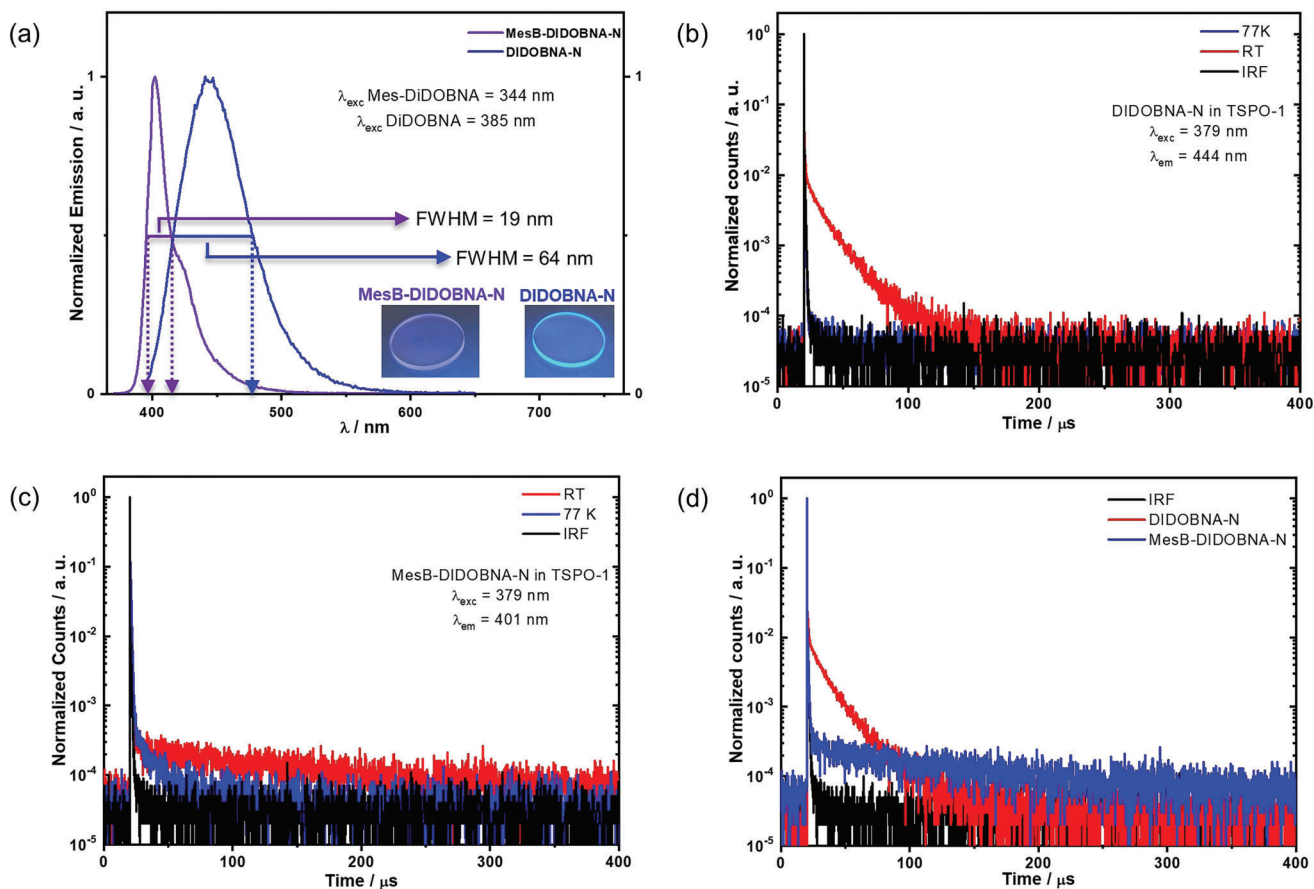 (a)
MesB-DIDOBNA-N
DIDOBNA-N
λexc Mes-DiDOBNA = 344 nm
λexc DiDOBNA = 385 nm
1
1
FWHM = 19 nm
FWHM = 64 nm
MesB-DIDOBNA-N
DIDOBNA-N
0
0
400
500
600
700
λ / nm
Normalized Emission / a. u.
(b)
77K
RT
IRF
DIDOBNA-N in TSPO-1
λexc = 379 nm
λem = 444 nm
10^0
10^-1
10^-2
10^-3
10^-4
10^-5
0
100
200
300
400
Time / μs
Normalized counts / a. u.
(c)
RT
77 K
IRF
MesB-DIDOBNA-N in TSPO-1
λexc = 379 nm
λem = 401 nm
10^0
10^-1
10^-2
10^-3
10^-4
10^-5
0
100
200
300
400
Time / μs
Normalized Counts / a. u.
(d)
IRF
DIDOBNA-N
MesB-DIDOBNA-N
10^0
10^-1
10^-2
10^-3
10^-4
10^-5
0
100
200
300
400
Time / μs
Normalized counts / a. u.